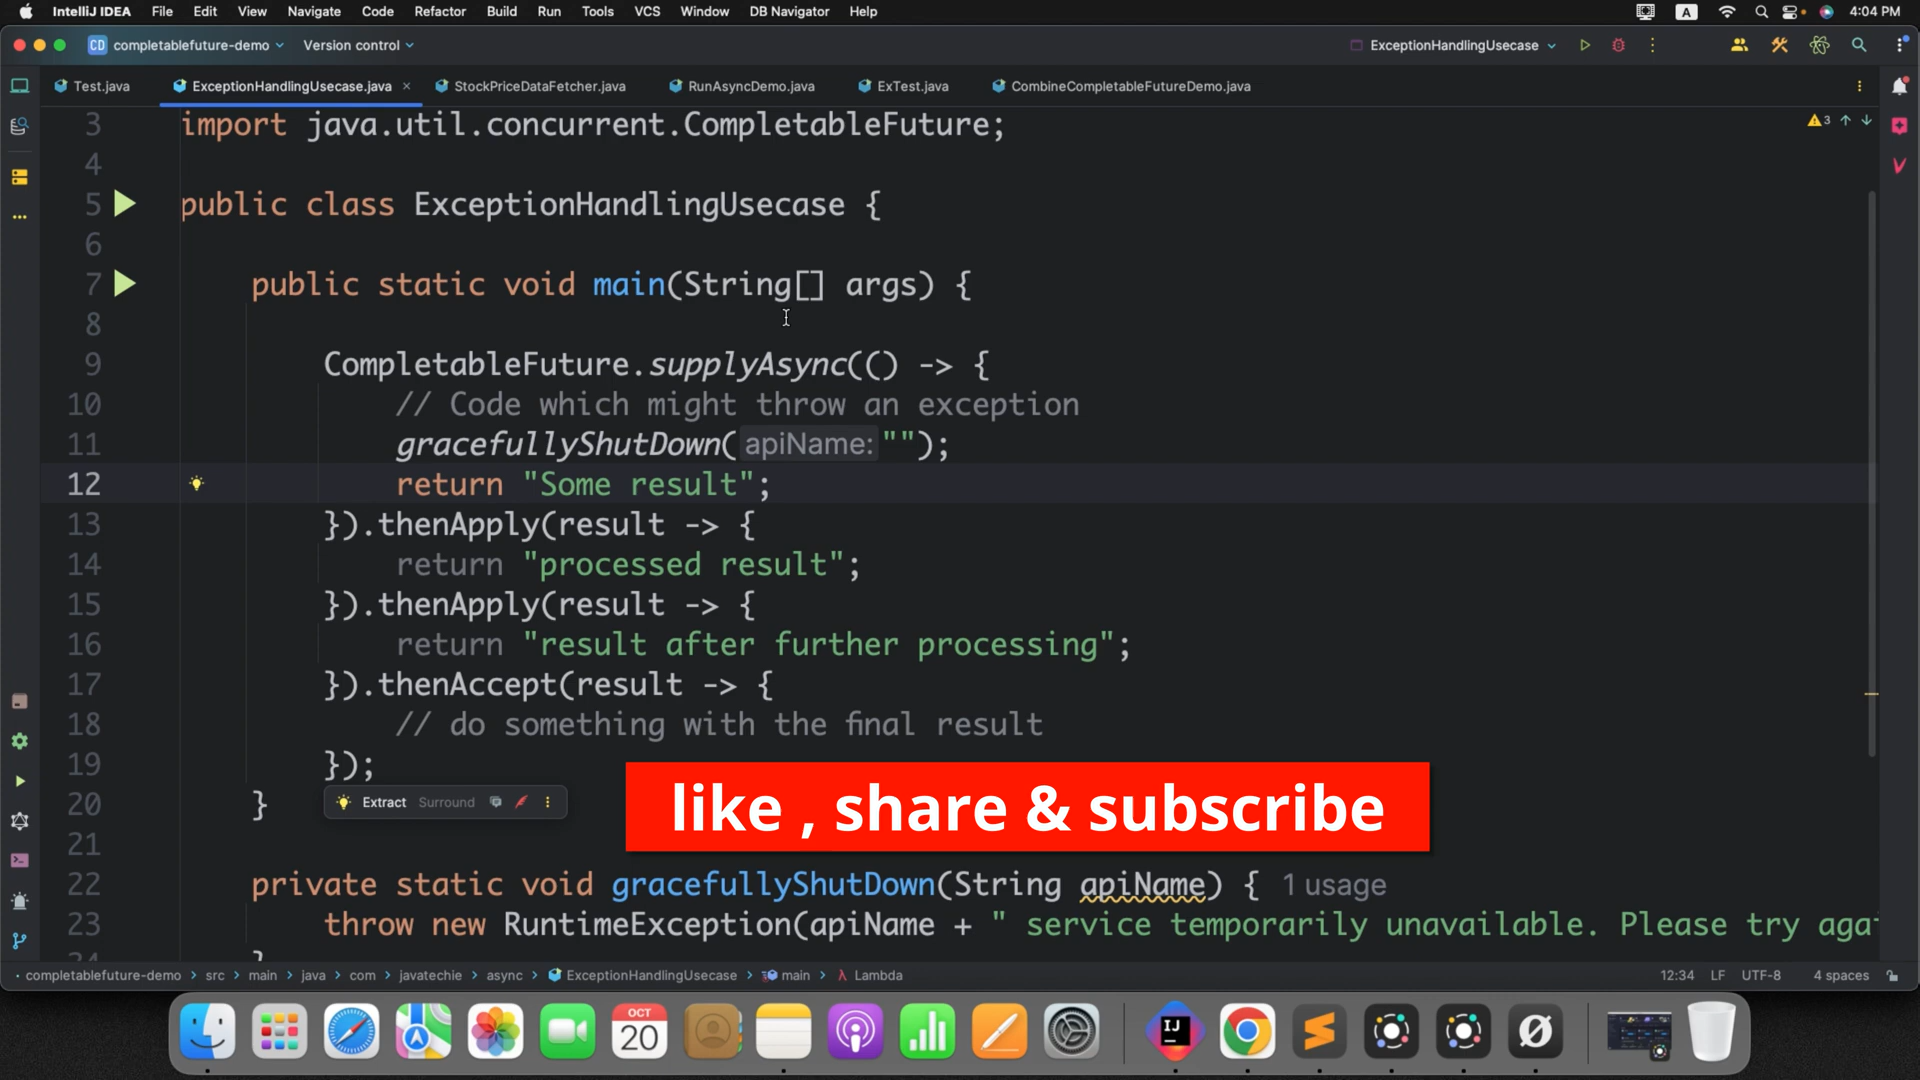 IntelliJ IDEA File Edit View Navigate Code Refactor Build Run Tools VCS Window DB Navigator Help A 4:04 PM
CD completablefuture-demo Version control ExceptionHandlingUsecase
Test.java ExceptionHandlingUsecase.java × StockPriceDataFetcher.java RunAsyncDemo.java ExTest.java CombineCompletableFutureDemo.java
3 import java.util.concurrent.CompletableFuture; 3
4
5 public class ExceptionHandlingUsecase {
6
7 public static void main(String[] args) {
8
9 CompletableFuture.supplyAsync(() -> {
10 // Code which might throw an exception
11 gracefullyShutDown( apiName: "");
12 return "Some result";
13 }).thenApply(result -> {
14 return "processed result";
15 }).thenApply(result -> {
16 return "result after further processing";
17 }).thenAccept(result -> {
18 // do something with the final result
19 });
20 }
Extract Surround
like , share & subscribe
21
22 private static void gracefullyShutDown(String apiName) { 1 usage
23 throw new RuntimeException(apiName + " service temporarily unavailable. Please try aga
24 }
completablefuture-demo > src > main > java > com > javatechie > async > ExceptionHandlingUsecase > main > λ Lambda 12:34 LF UTF-8 4 spaces
OCT
20
IJ